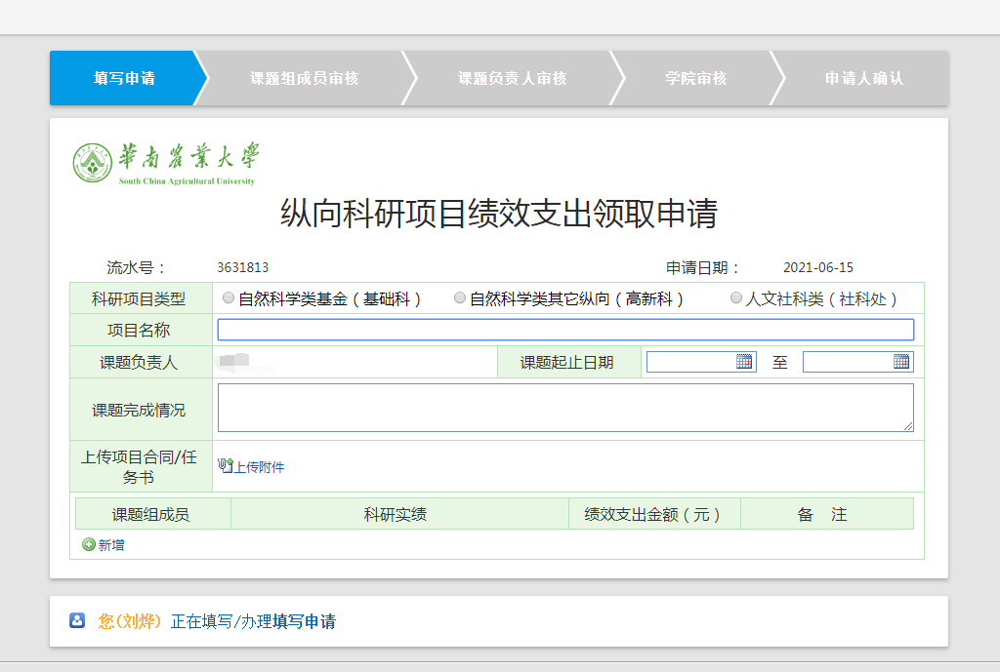 填写申请 课题组成员审核 课题负责人审核 学院审核 申请人确认
華南農業大學
South China Agricultural University
纵向科研项目绩效支出领取申请
流水号： 3631813 申请日期： 2021-06-15
科研项目类型 自然科学类基金（基础科） 自然科学类其它纵向（高新科） 人文社科类（社科处）
项目名称
课题负责人 课题起止日期 至
课题完成情况
上传项目合同/任
务书 上传附件
课题组成员 科研实绩 绩效支出金额（元） 备 注
新增
您(刘烨) 正在填写/办理填写申请